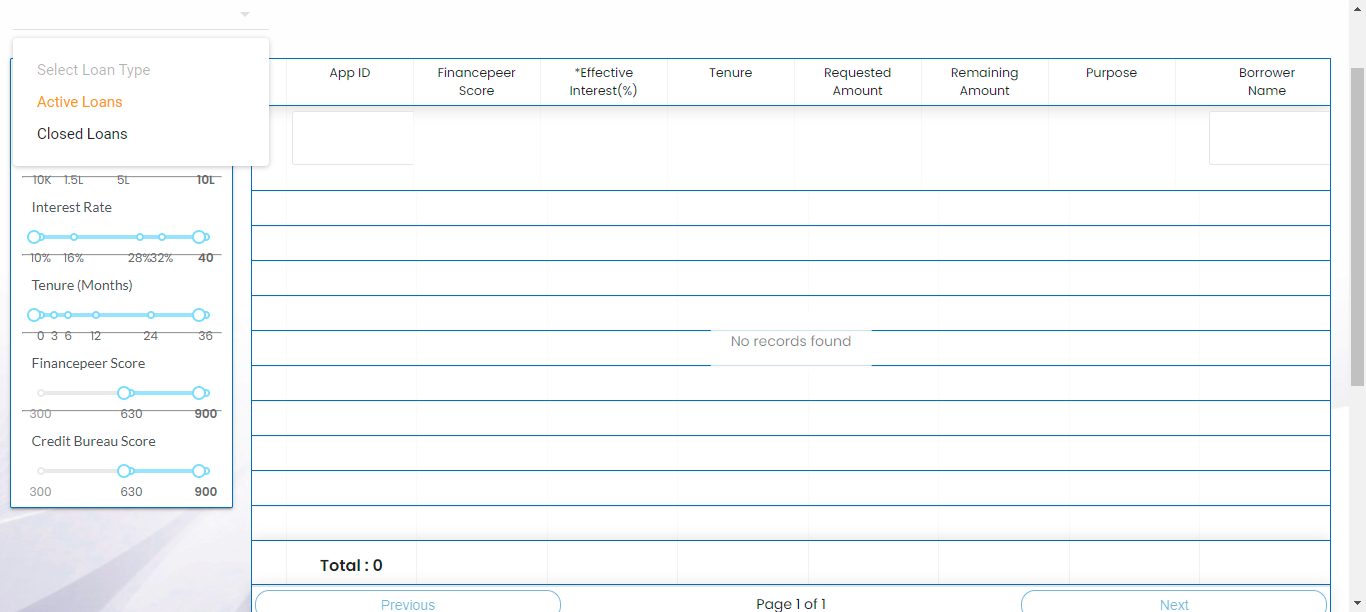 Select Loan Type
Active Loans
Closed Loans
10K 1.5L 5L 10L
Interest Rate
10% 16% 28% 32% 40
Tenure (Months)
0 3 6 12 24 36
Financepeer Score
300 630 900
Credit Bureau Score
300 630 900
App ID
Financepeer
Score
*Effective
Interest(%)
Tenure
Requested
Amount
Remaining
Amount
Purpose
Borrower
Name
No records found
Total : 0
Previous
Page 1 of 1
Next